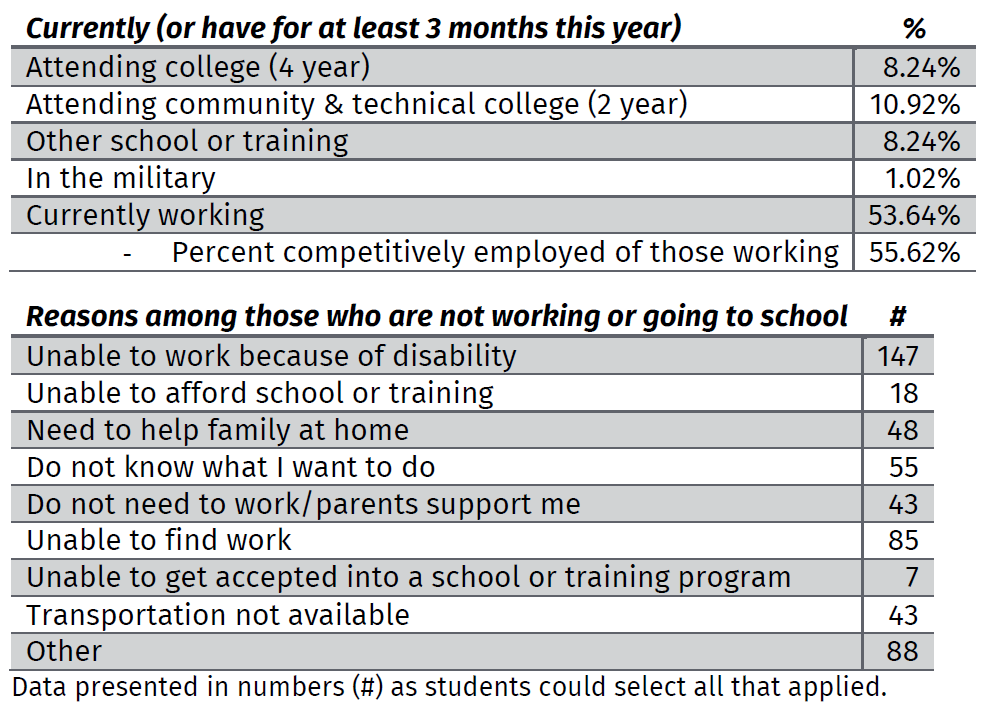 Currently (or have for at least 3 months this year) %
Attending college (4 year) 8.24%
Attending community & technical college (2 year) 10.92%
Other school or training 8.24%
In the military 1.02%
Currently working 53.64%
- Percent competitively employed of those working 55.62%
Reasons among those who are not working or going to school #
Unable to work because of disability 147
Unable to afford school or training 18
Need to help family at home 48
Do not know what I want to do 55
Do not need to work/parents support me 43
Unable to find work 85
Unable to get accepted into a school or training program 7
Transportation not available 43
Other 88
Data presented in numbers (#) as students could select all that applied.